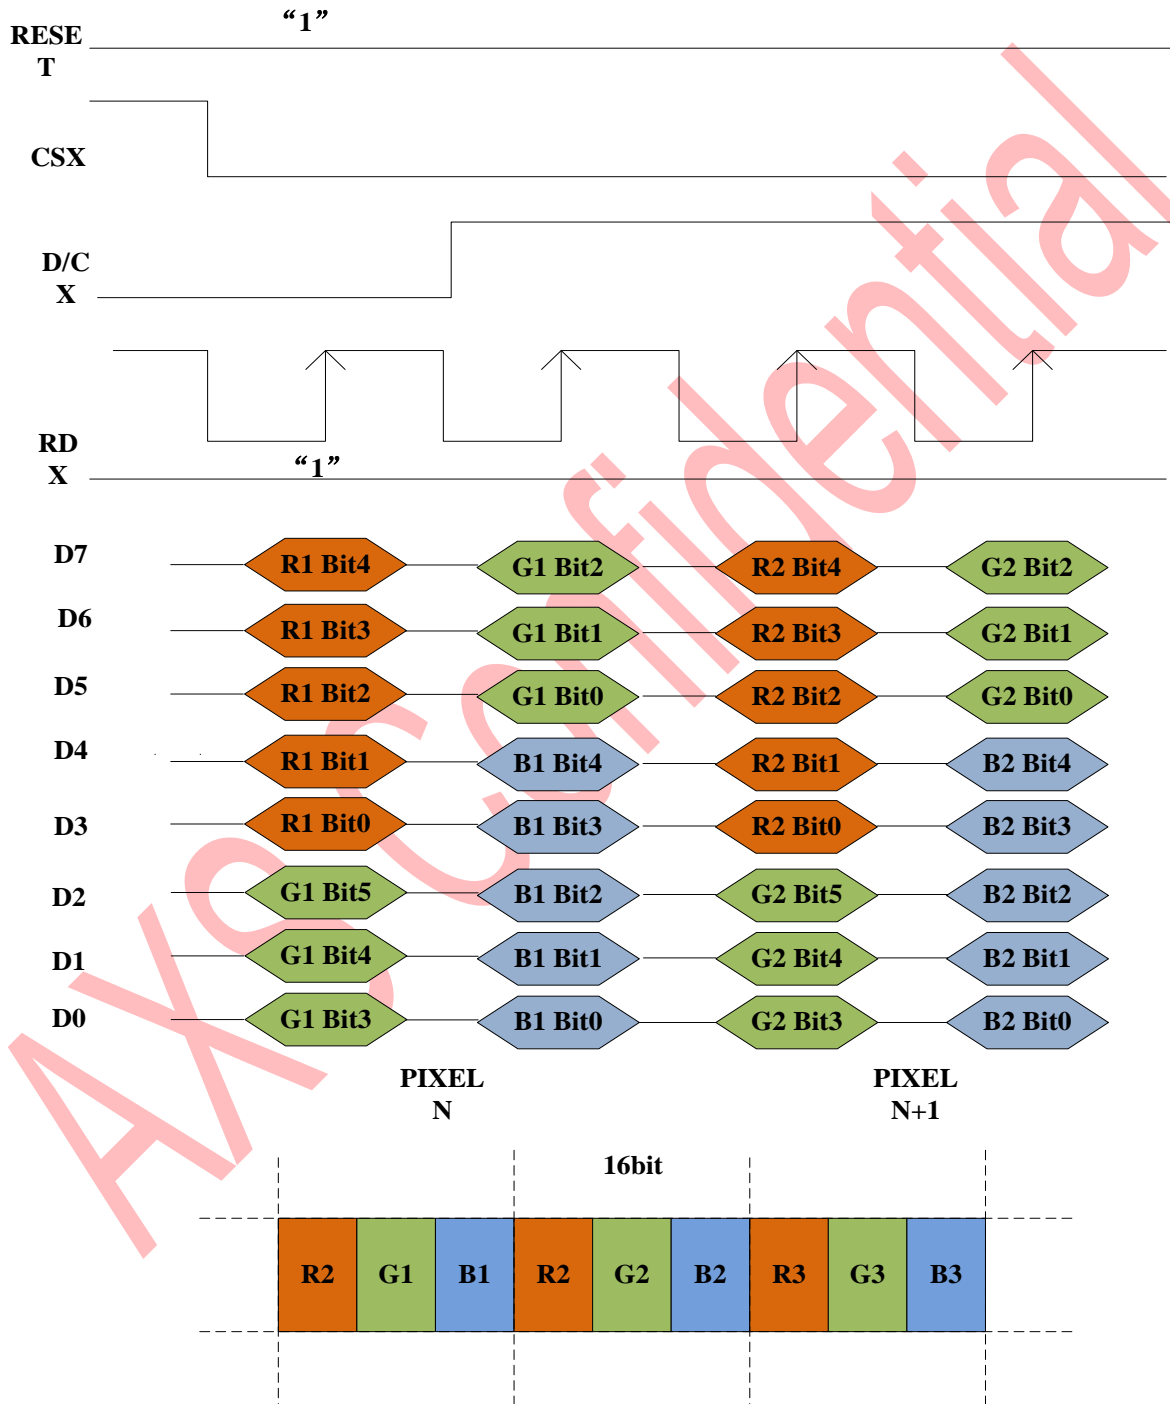 “1”
RESE
T
CSX
D/C
X
RD
X
“1”
D7 R1 Bit4 G1 Bit2 R2 Bit4 G2 Bit2
D6 R1 Bit3 G1 Bit1 R2 Bit3 G2 Bit1
D5 R1 Bit2 G1 Bit0 R2 Bit2 G2 Bit0
D4 R1 Bit1 B1 Bit4 R2 Bit1 B2 Bit4
D3 R1 Bit0 B1 Bit3 R2 Bit0 B2 Bit3
D2 G1 Bit5 B1 Bit2 G2 Bit5 B2 Bit2
D1 G1 Bit4 B1 Bit1 G2 Bit4 B2 Bit1
D0 G1 Bit3 B1 Bit0 G2 Bit3 B2 Bit0
PIXEL
N
PIXEL
N+1
16bit
R2 G1 B1 R2 G2 B2 R3 G3 B3
AXS Confidential